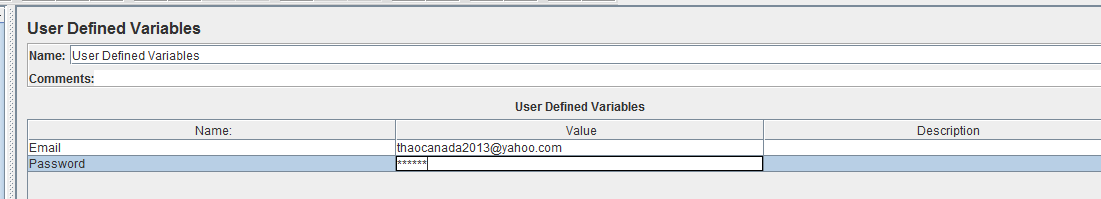 User Defined Variables
Name: User Defined Variables
Comments:
User Defined Variables
Name: Value Description
Email thaocanada2013@yahoo.com
Password ******